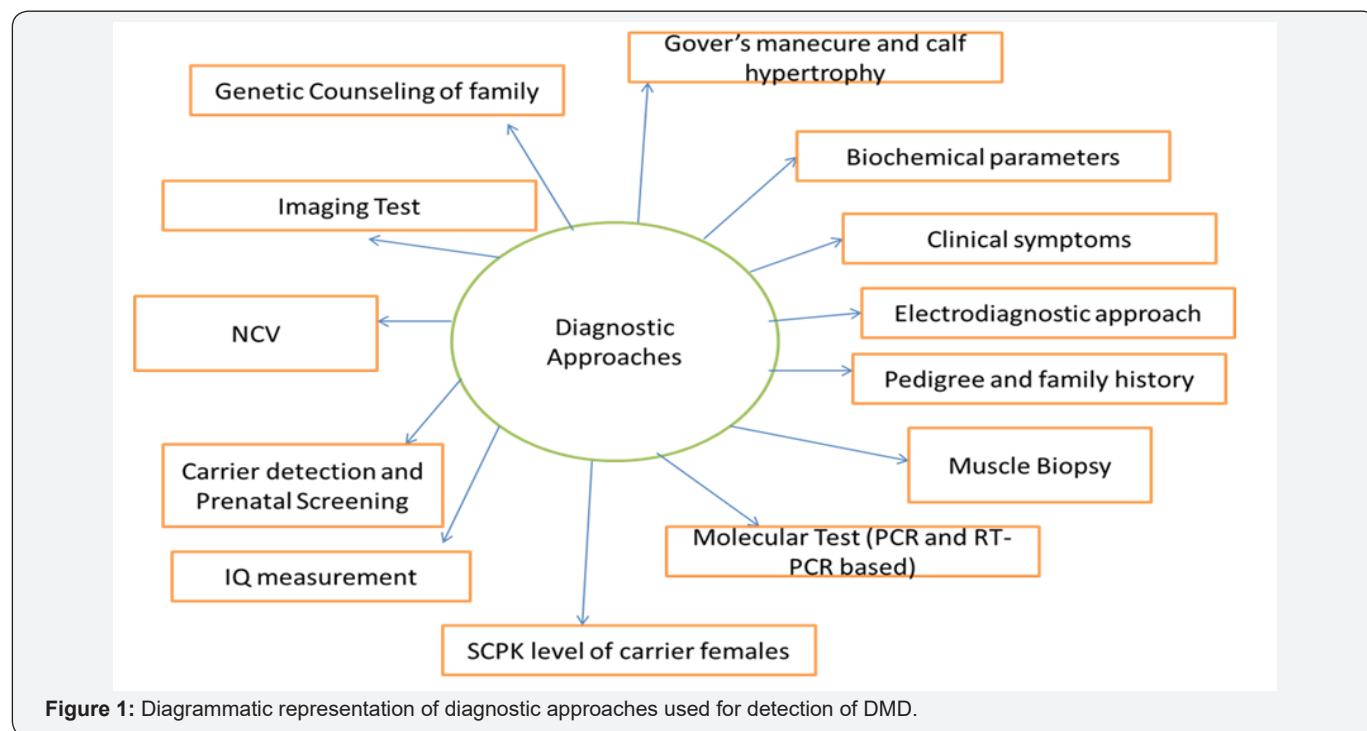 Gover's manecure and calf
hypertrophy
Genetic Counseling of family
Biochemical parameters
Imaging Test
Clinical symptoms
Electrodiagnostic approach
NCV
Diagnostic
Approaches
Pedigree and family history
Muscle Biopsy
Carrier detection and
Prenatal Screening
Molecular Test (PCR and RT-
PCR based)
IQ measurement
SCPK level of carrier females
Figure 1: Diagrammatic representation of diagnostic approaches used for detection of DMD.